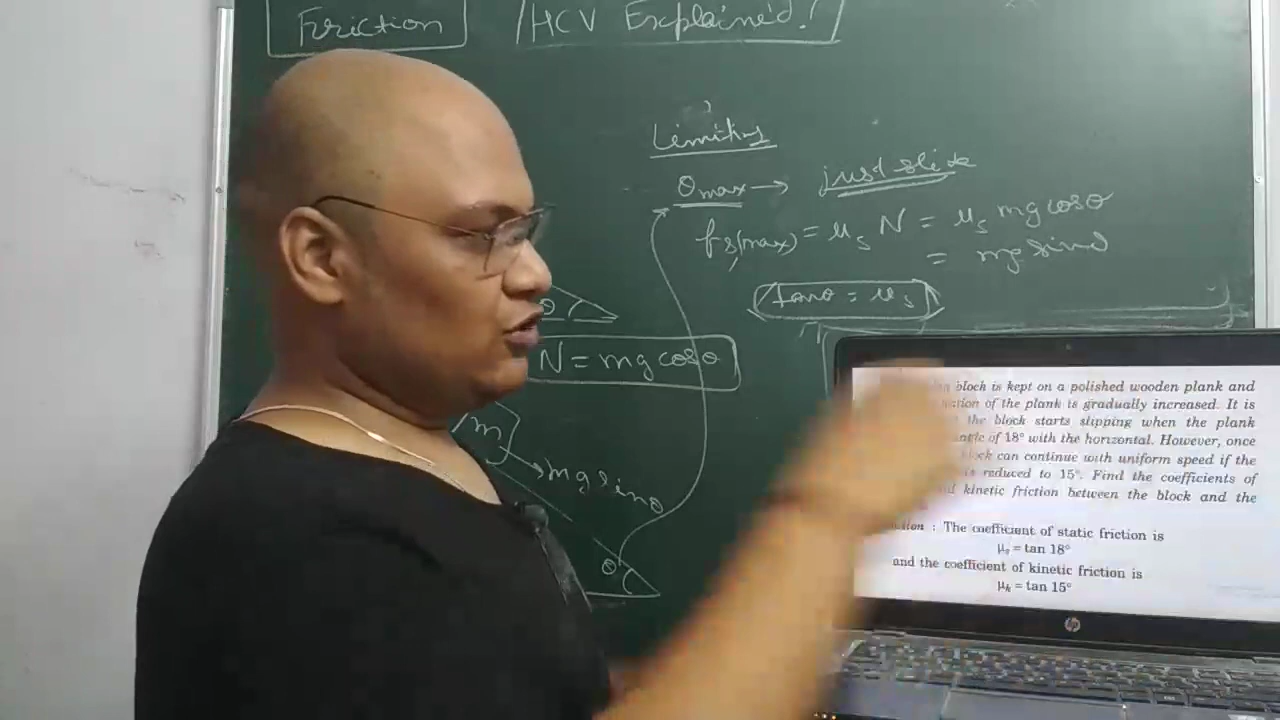 Friction
HCV Explained!
Limiting
θmax → just slide
fs(max) = μs N = μs mg cosθ
= mg sinθ
tanθ = μs
θ
N = mg cosθ
m
mg sinθ
θ
block is kept on a polished wooden plank and
of the plank is gradually increased. It is
the block starts slipping when the plank
angle of 18° with the horizontal. However, once
can continue with uniform speed if the
is reduced to 15°. Find the coefficients of
kinetic friction between the block and the
: The coefficient of static friction is
μs = tan 18°
and the coefficient of kinetic friction is
μk = tan 15°
hp